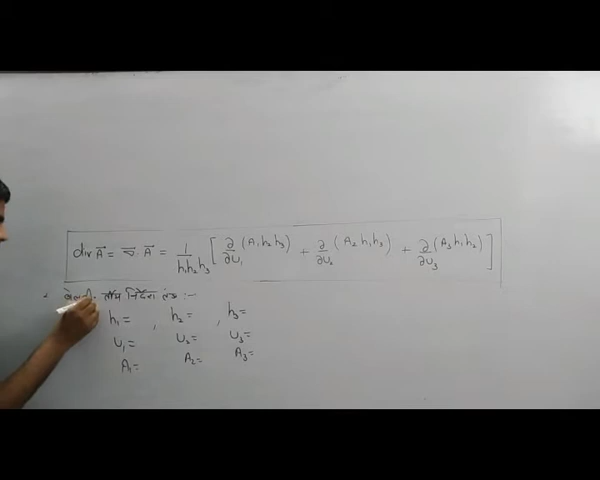 div A⃗ = ∇⃗ . A⃗ = 1/h₁h₂h₃ [ ∂/∂u₁ (A₁h₂h₃) + ∂/∂u₂ (A₂h₁h₃) + ∂/∂u₃ (A₃h₁h₂) ]
निर्देश तंत्र :-
h₁= , h₂= , h₃=
u₁= u₂= u₃=
A₁= A₂= A₃=